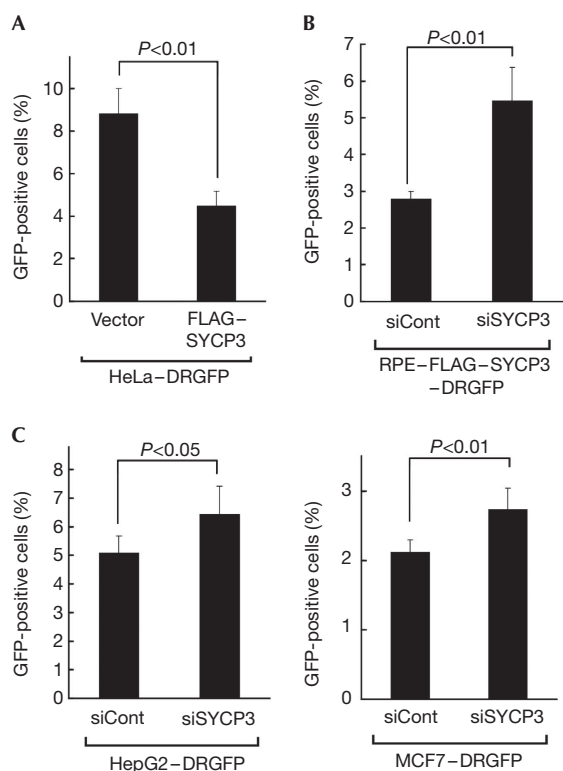 A
P<0.01
GFP-positive cells (%)
10
8
6
4
2
0
Vector
FLAG–
SYCP3
HeLa–DRGFP
B
P<0.01
GFP-positive cells (%)
7
6
5
4
3
2
1
0
siCont
siSYCP3
RPE–FLAG–SYCP3
–DRGFP
C
P<0.05
GFP-positive cells (%)
8
7
6
5
4
3
2
1
0
siCont
siSYCP3
HepG2–DRGFP
P<0.01
GFP-positive cells (%)
3
2
1
0
siCont
siSYCP3
MCF7–DRGFP